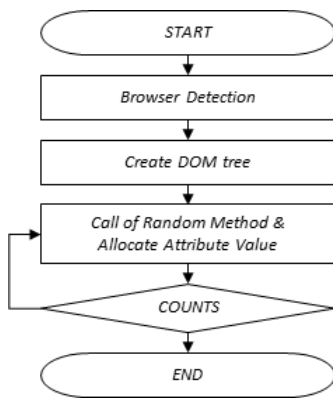 START
Browser Detection
Create DOM tree
Call of Random Method &
Allocate Attribute Value
COUNTS
END